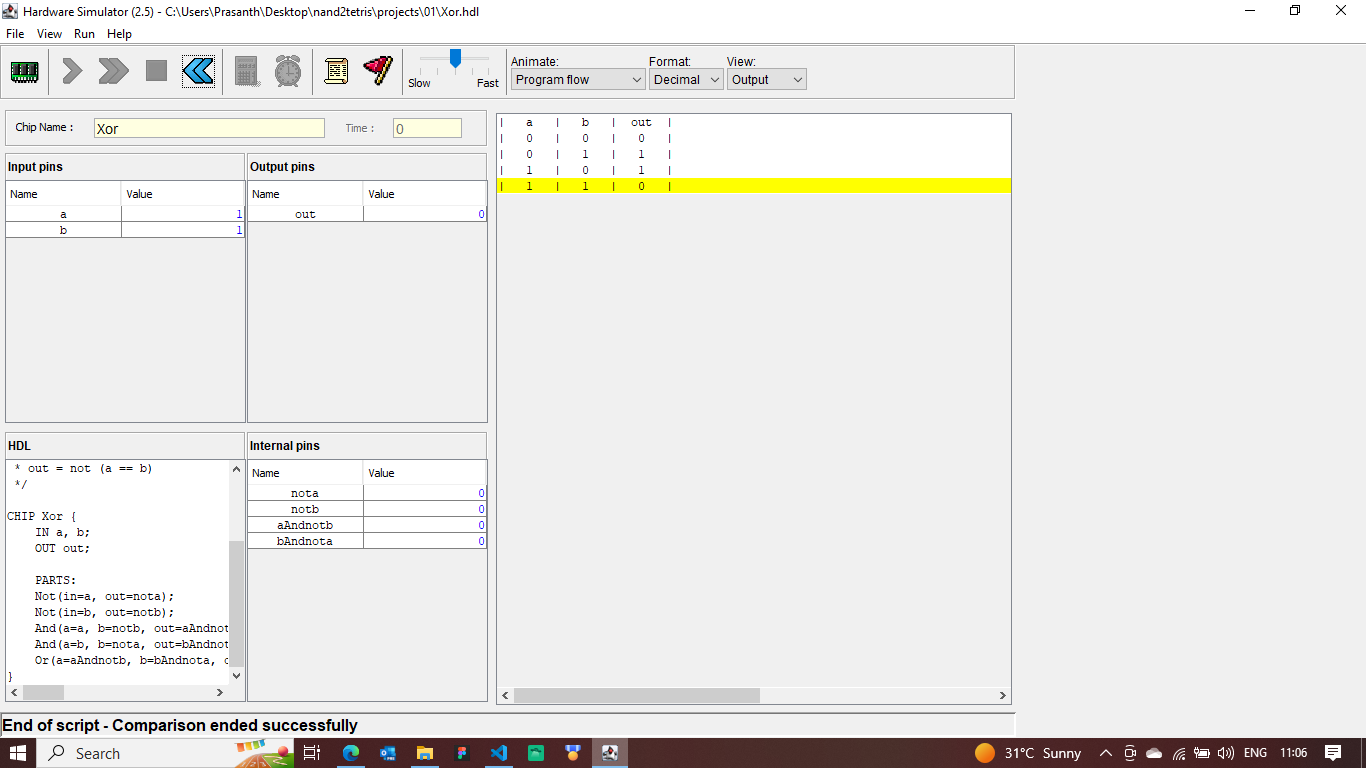 Hardware Simulator (2.5) - C:\Users\Prasanth\Desktop\nand2tetris\projects\01\Xor.hdl
File View Run Help
Slow Fast
Animate: Format: View:
Program flow Decimal Output
Chip Name : Xor Time : 0
Input pins
Name Value
a 1
b 1
Output pins
Name Value
out 0
| a | b | out |
| 0 | 0 | 0 |
| 0 | 1 | 1 |
| 1 | 0 | 1 |
| 1 | 1 | 0 |
HDL
* out = not (a == b)
*/
CHIP Xor {
IN a, b;
OUT out;
PARTS:
Not(in=a, out=nota);
Not(in=b, out=notb);
And(a=a, b=notb, out=aAndnot
And(a=b, b=nota, out=bAndnot
Or(a=aAndnotb, b=bAndnota, o
}
Internal pins
Name Value
nota 0
notb 0
aAndnotb 0
bAndnota 0
End of script - Comparison ended successfully
Search
31°C Sunny
ENG
11:06